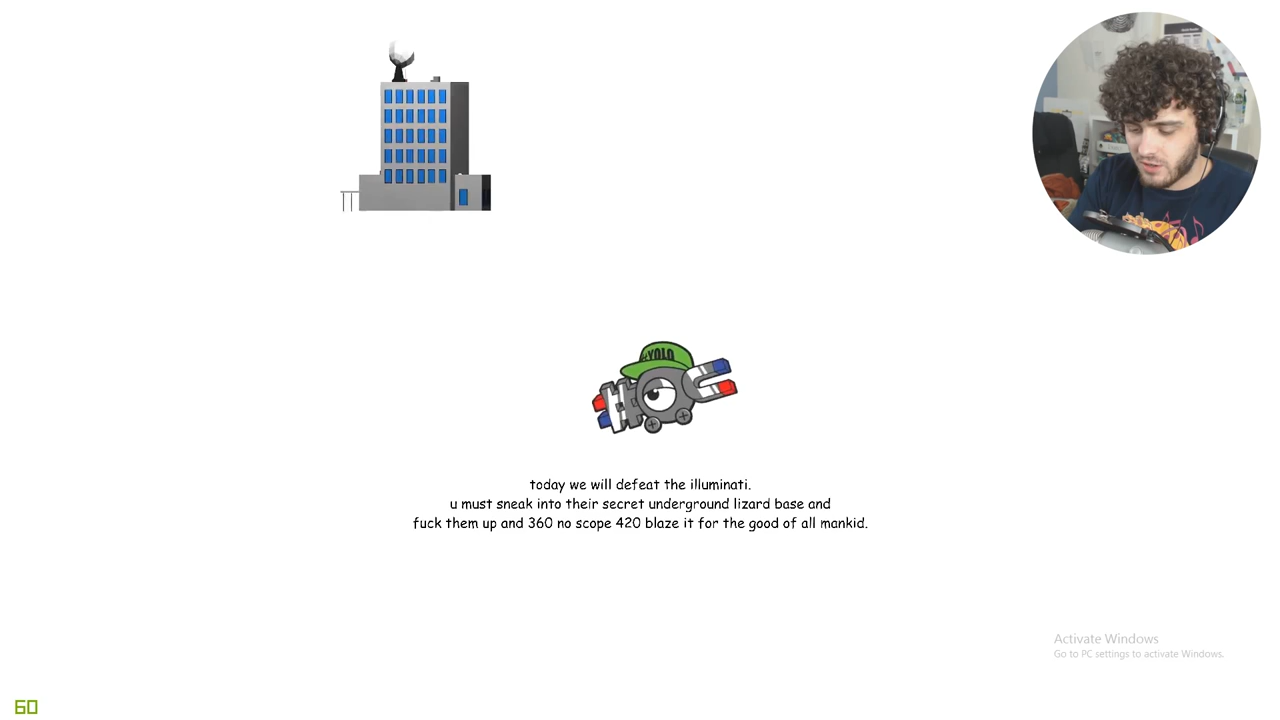 #YOLO
today we will defeat the illuminati.
u must sneak into their secret underground lizard base and
fuck them up and 360 no scope 420 blaze it for the good of all mankid.
Activate Windows
Go to PC settings to activate Windows.
60